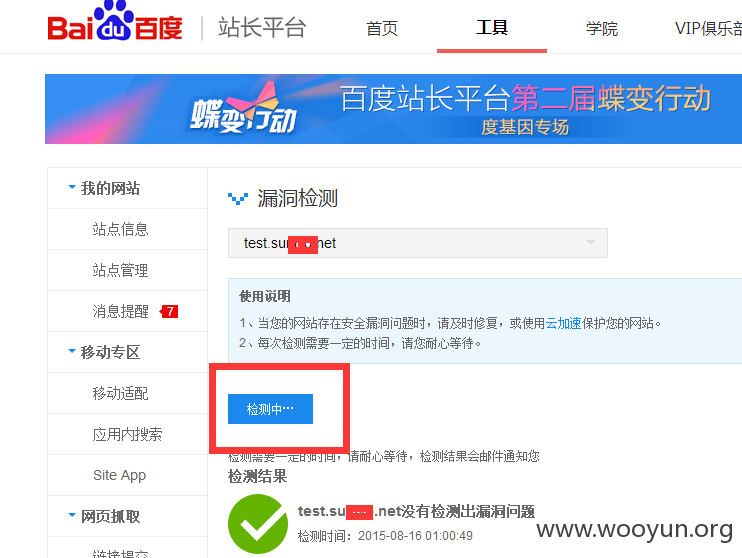 Bai du 百度 | 站长平台 首页 工具 学院 VIP俱乐部
蝶变行动 百度站长平台第二届蝶变行动
度基因专场
我的网站
站点信息
站点管理
消息提醒 7
移动专区
移动适配
应用内搜索
Site App
网页抓取
链接提交
漏洞检测
test.su .net
使用说明
1、当您的网站存在安全漏洞问题时，请及时修复，或使用云加速保护您的网站。
2、每次检测需要一定的时间，请您耐心等待。
检测中···
检测需要一定的时间，请耐心等待，检测结果会邮件通知您
检测结果
test.su .net没有检测出漏洞问题
检测时间：2015-08-16 01:00:49
www.wooyun.org